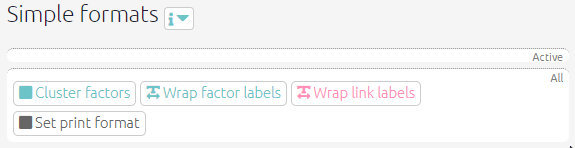 Simple formats
Active
All
Cluster factors Wrap factor labels Wrap link labels
Set print format